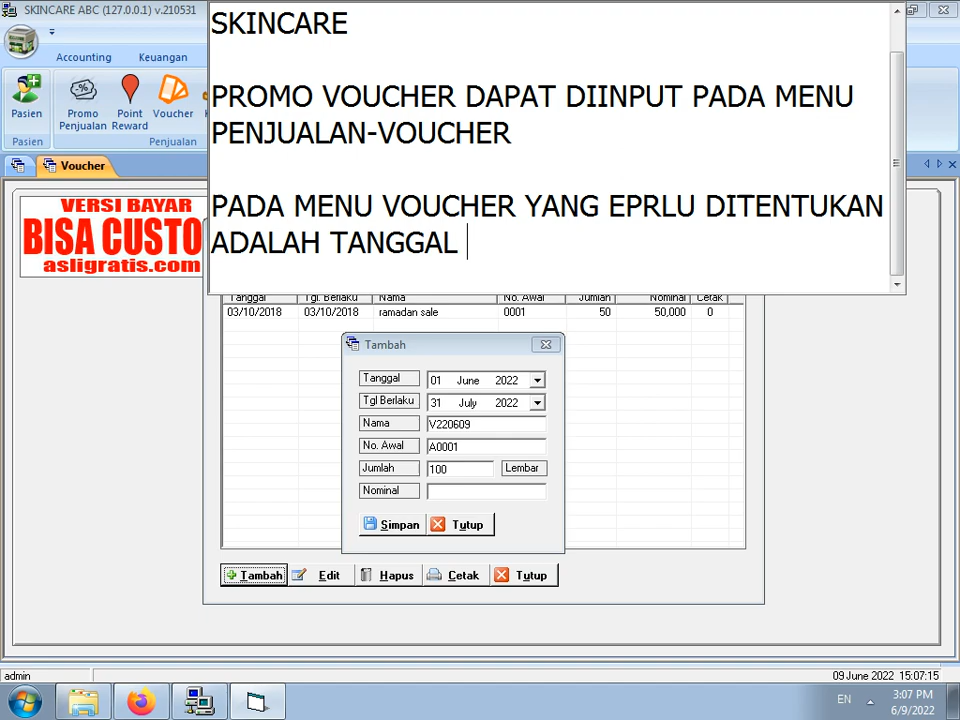 SKINCARE ABC (127.0.0.1) v.210531
SKINCARE
PROMO VOUCHER DAPAT DIINPUT PADA MENU
PENJUALAN-VOUCHER
PADA MENU VOUCHER YANG EPRLU DITENTUKAN
ADALAH TANGGAL
Accounting Keuangan
Pasien
Promo Penjualan
Point Reward
Voucher
Pasien Penjualan
Voucher
VERSI BAYAR
BISA CUSTO
asligratis.com
Tanggal Tgl. Berlaku Nama No. Awal Jumlah Nominal Cetak
03/10/2018 03/10/2018 ramadan sale 0001 50 50,000 0
Tambah
Tanggal 01 June 2022
Tgl Berlaku 31 July 2022
Nama V220609
No. Awal A0001
Jumlah 100 Lembar
Nominal
Simpan Tutup
Tambah Edit Hapus Cetak Tutup
admin 09 June 2022 15:07:15
EN 3:07 PM
6/9/2022